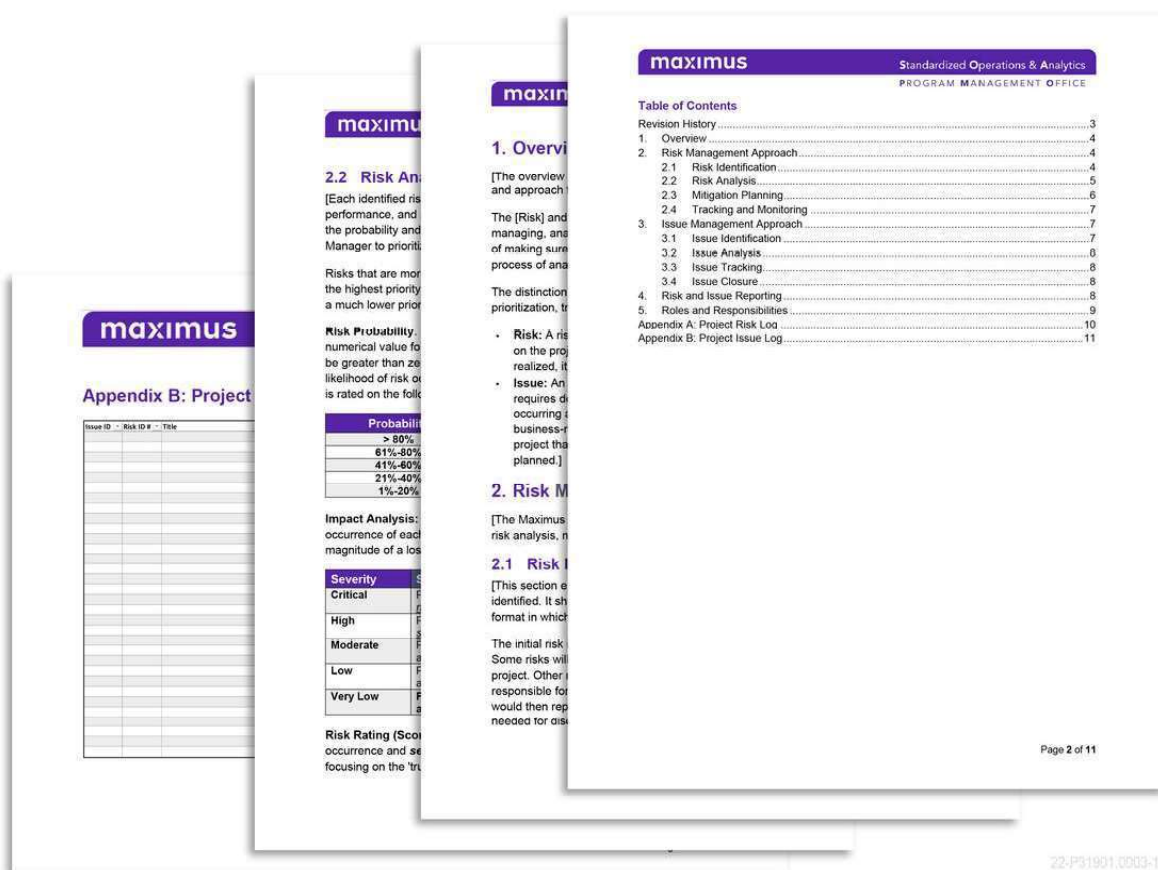 maximus
Appendix B: Project
Issue ID Risk ID # Title
maximu
2.2 Risk An
[Each identified ris
performance, and
the probability and
Manager to prioriti
Risks that are mor
the highest priority
a much lower prior
Risk Probability.
numerical value fo
be greater than ze
likelihood of risk oc
is rated on the follo
Probabilit
> 80%
61%-80%
41%-60%
21%-40%
1%-20%
Impact Analysis:
occurrence of eacl
magnitude of a los
Severity
Critical
High
Moderate
Low
Very Low
Risk Rating (Scor
occurrence and se
focusing on the 'tru
maxin
1. Overvi
[The overview
and approach
The [Risk] and
managing, ana
of making sure
process of ana
The distinction
prioritization, tr
• Risk: A ris
on the proj
realized, it
• Issue: An
requires de
occurring a
business-r
project tha
planned.]
2. Risk M
[The Maximus
risk analysis, n
2.1 Risk I
[This section e
identified. It sh
format in which
The initial risk
Some risks will
project. Other
responsible for
would then rep
needed for disc
maximus
Standardized Operations & Analytics
PROGRAM MANAGEMENT OFFICE
Table of Contents
Revision History 3
1. Overview 4
2. Risk Management Approach 4
2.1 Risk Identification 4
2.2 Risk Analysis 5
2.3 Mitigation Planning 6
2.4 Tracking and Monitoring 7
3. Issue Management Approach 7
3.1 Issue Identification 7
3.2 Issue Analysis 8
3.3 Issue Tracking 8
3.4 Issue Closure 8
4. Risk and Issue Reporting 8
5. Roles and Responsibilities 9
Appendix A: Project Risk Log 10
Appendix B: Project Issue Log 11
Page 2 of 11
22-P31901.0003-1